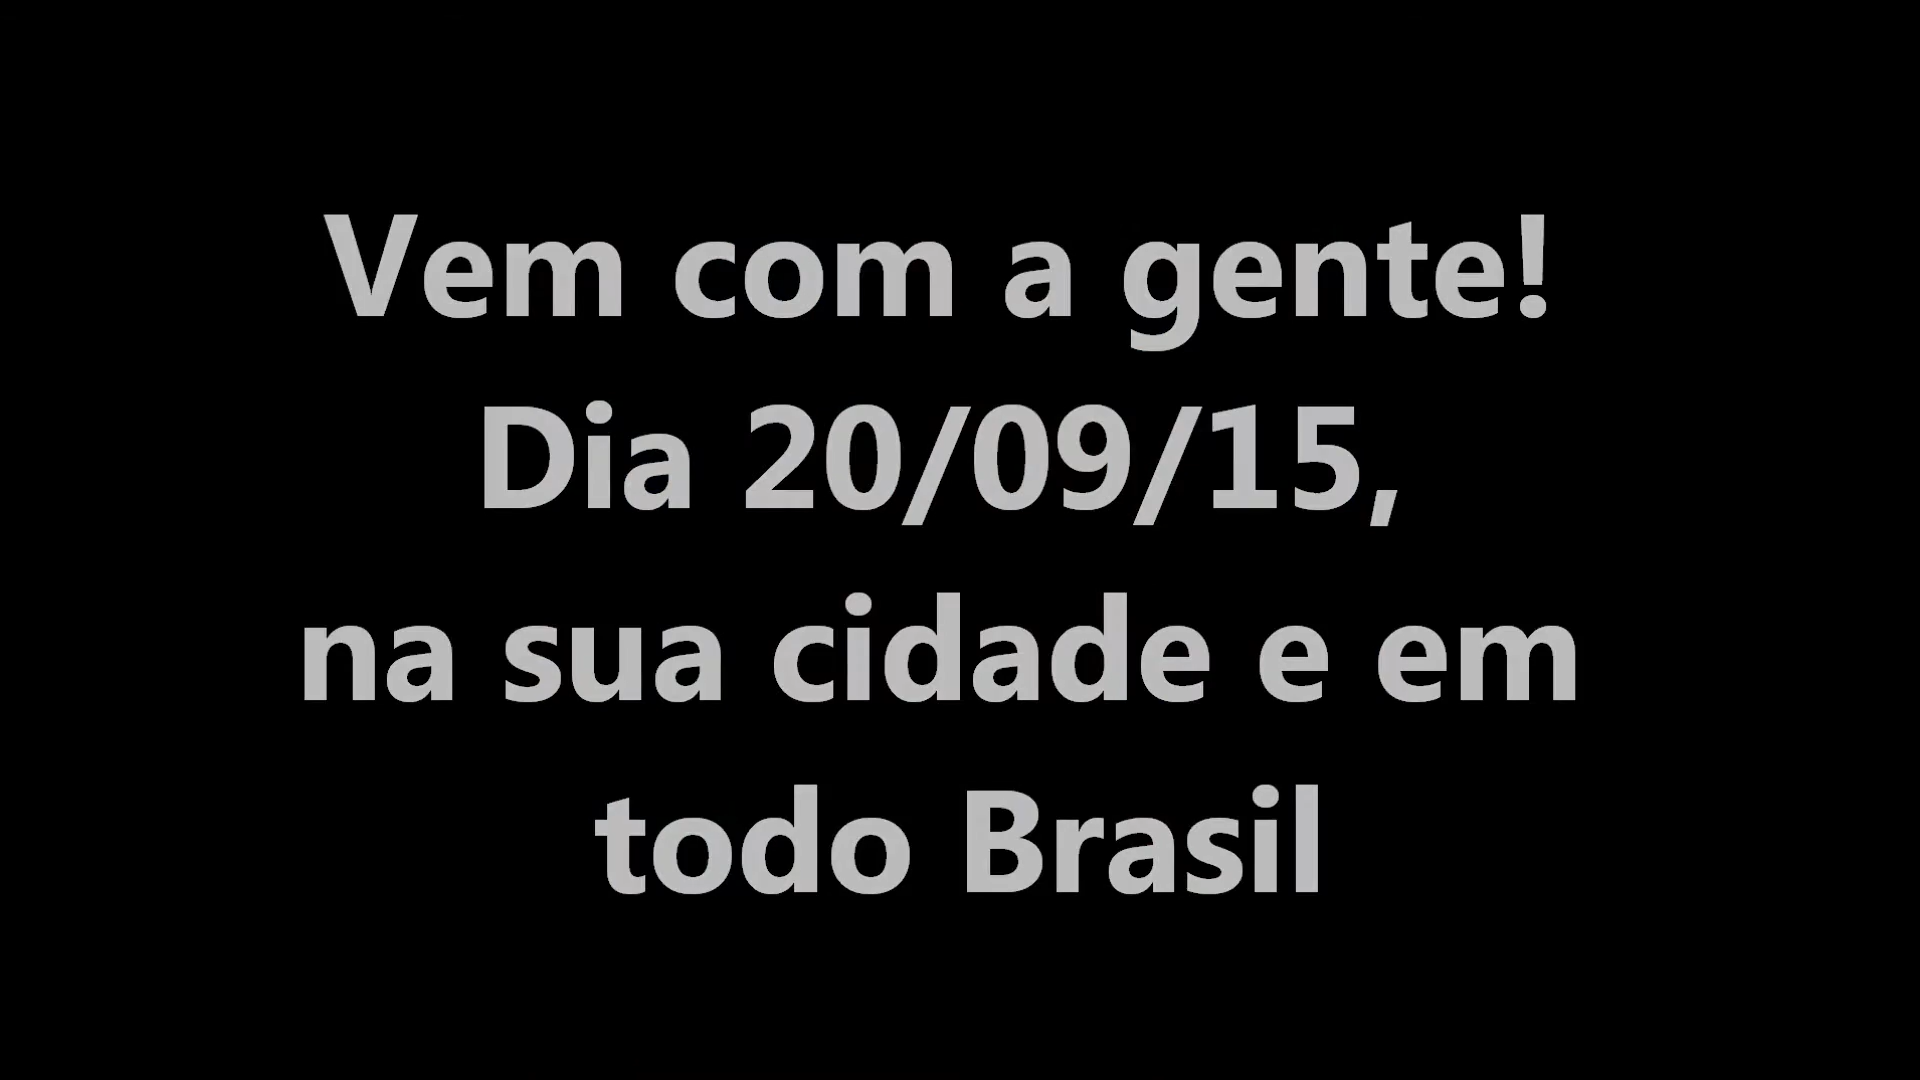 Vem com a gente!
Dia 20/09/15,
na sua cidade e em
todo Brasil